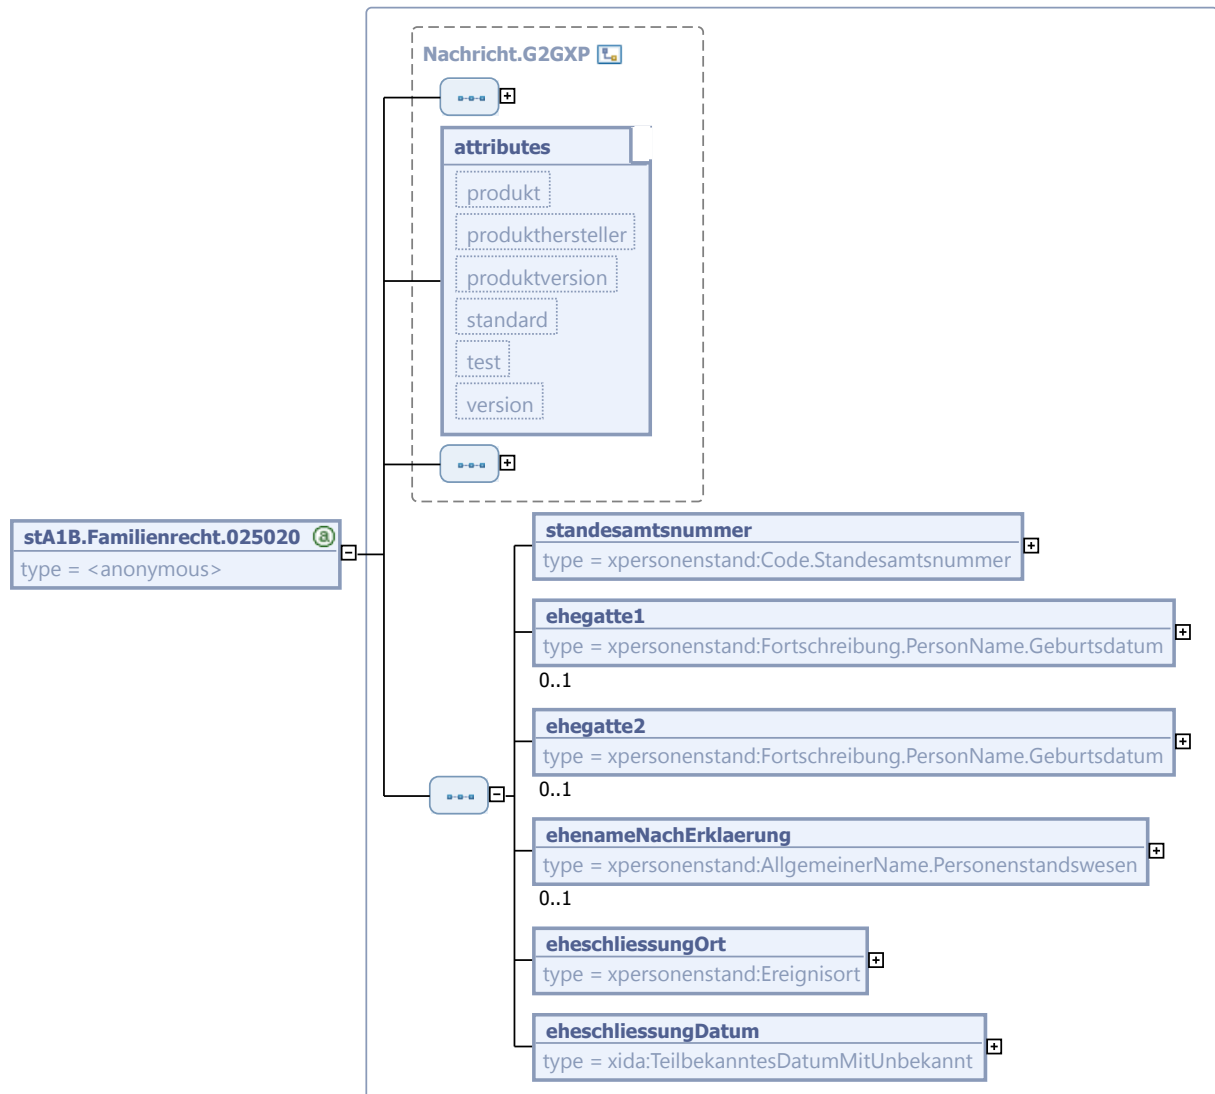 Nachricht.G2GXP
attributes
produkt
produkthersteller
produktversion
standard
test
version
stA1B.Familienrecht.025020 @
type = <anonymous>
standesamtsnummer
type = xpersonenstand:Code.Standesamtsnummer
ehegatte1
type = xpersonenstand:Fortschreibung.PersonName.Geburtsdatum
0..1
ehegatte2
type = xpersonenstand:Fortschreibung.PersonName.Geburtsdatum
0..1
ehenameNachErklaerung
type = xpersonenstand:AllgemeinerName.Personenstandswesen
0..1
eheschliessungOrt
type = xpersonenstand:Ereignisort
eheschliessungDatum
type = xida:TeilbekanntesDatumMitUnbekannt